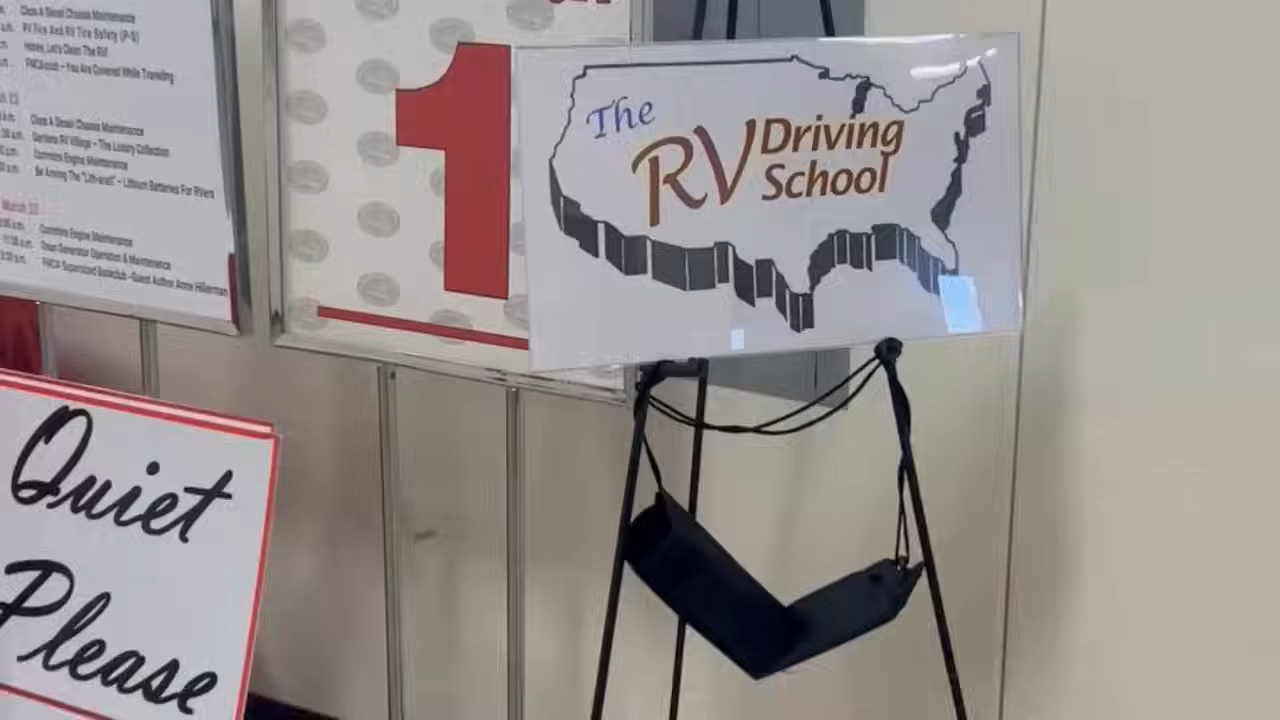 Class A Diesel Chassis Maintenance
RV Fire And RV Tire Safety (P-S)
Honey, Let's Clean The RV!
FMCAssist – You Are Covered While Traveling
Class A Diesel Chassis Maintenance
Gardens RV Village – The Luxury Collection
Cummins Engine Maintenance
Be Among The "Lith-erati" – Lithium Batteries For RVers
March
Cummins Engine Maintenance
Onan Generator Operation & Maintenance
FMCA Supersized Bookclub -Guest Author Anne Hillerman
1
The
RV Driving
School
Quiet
Please